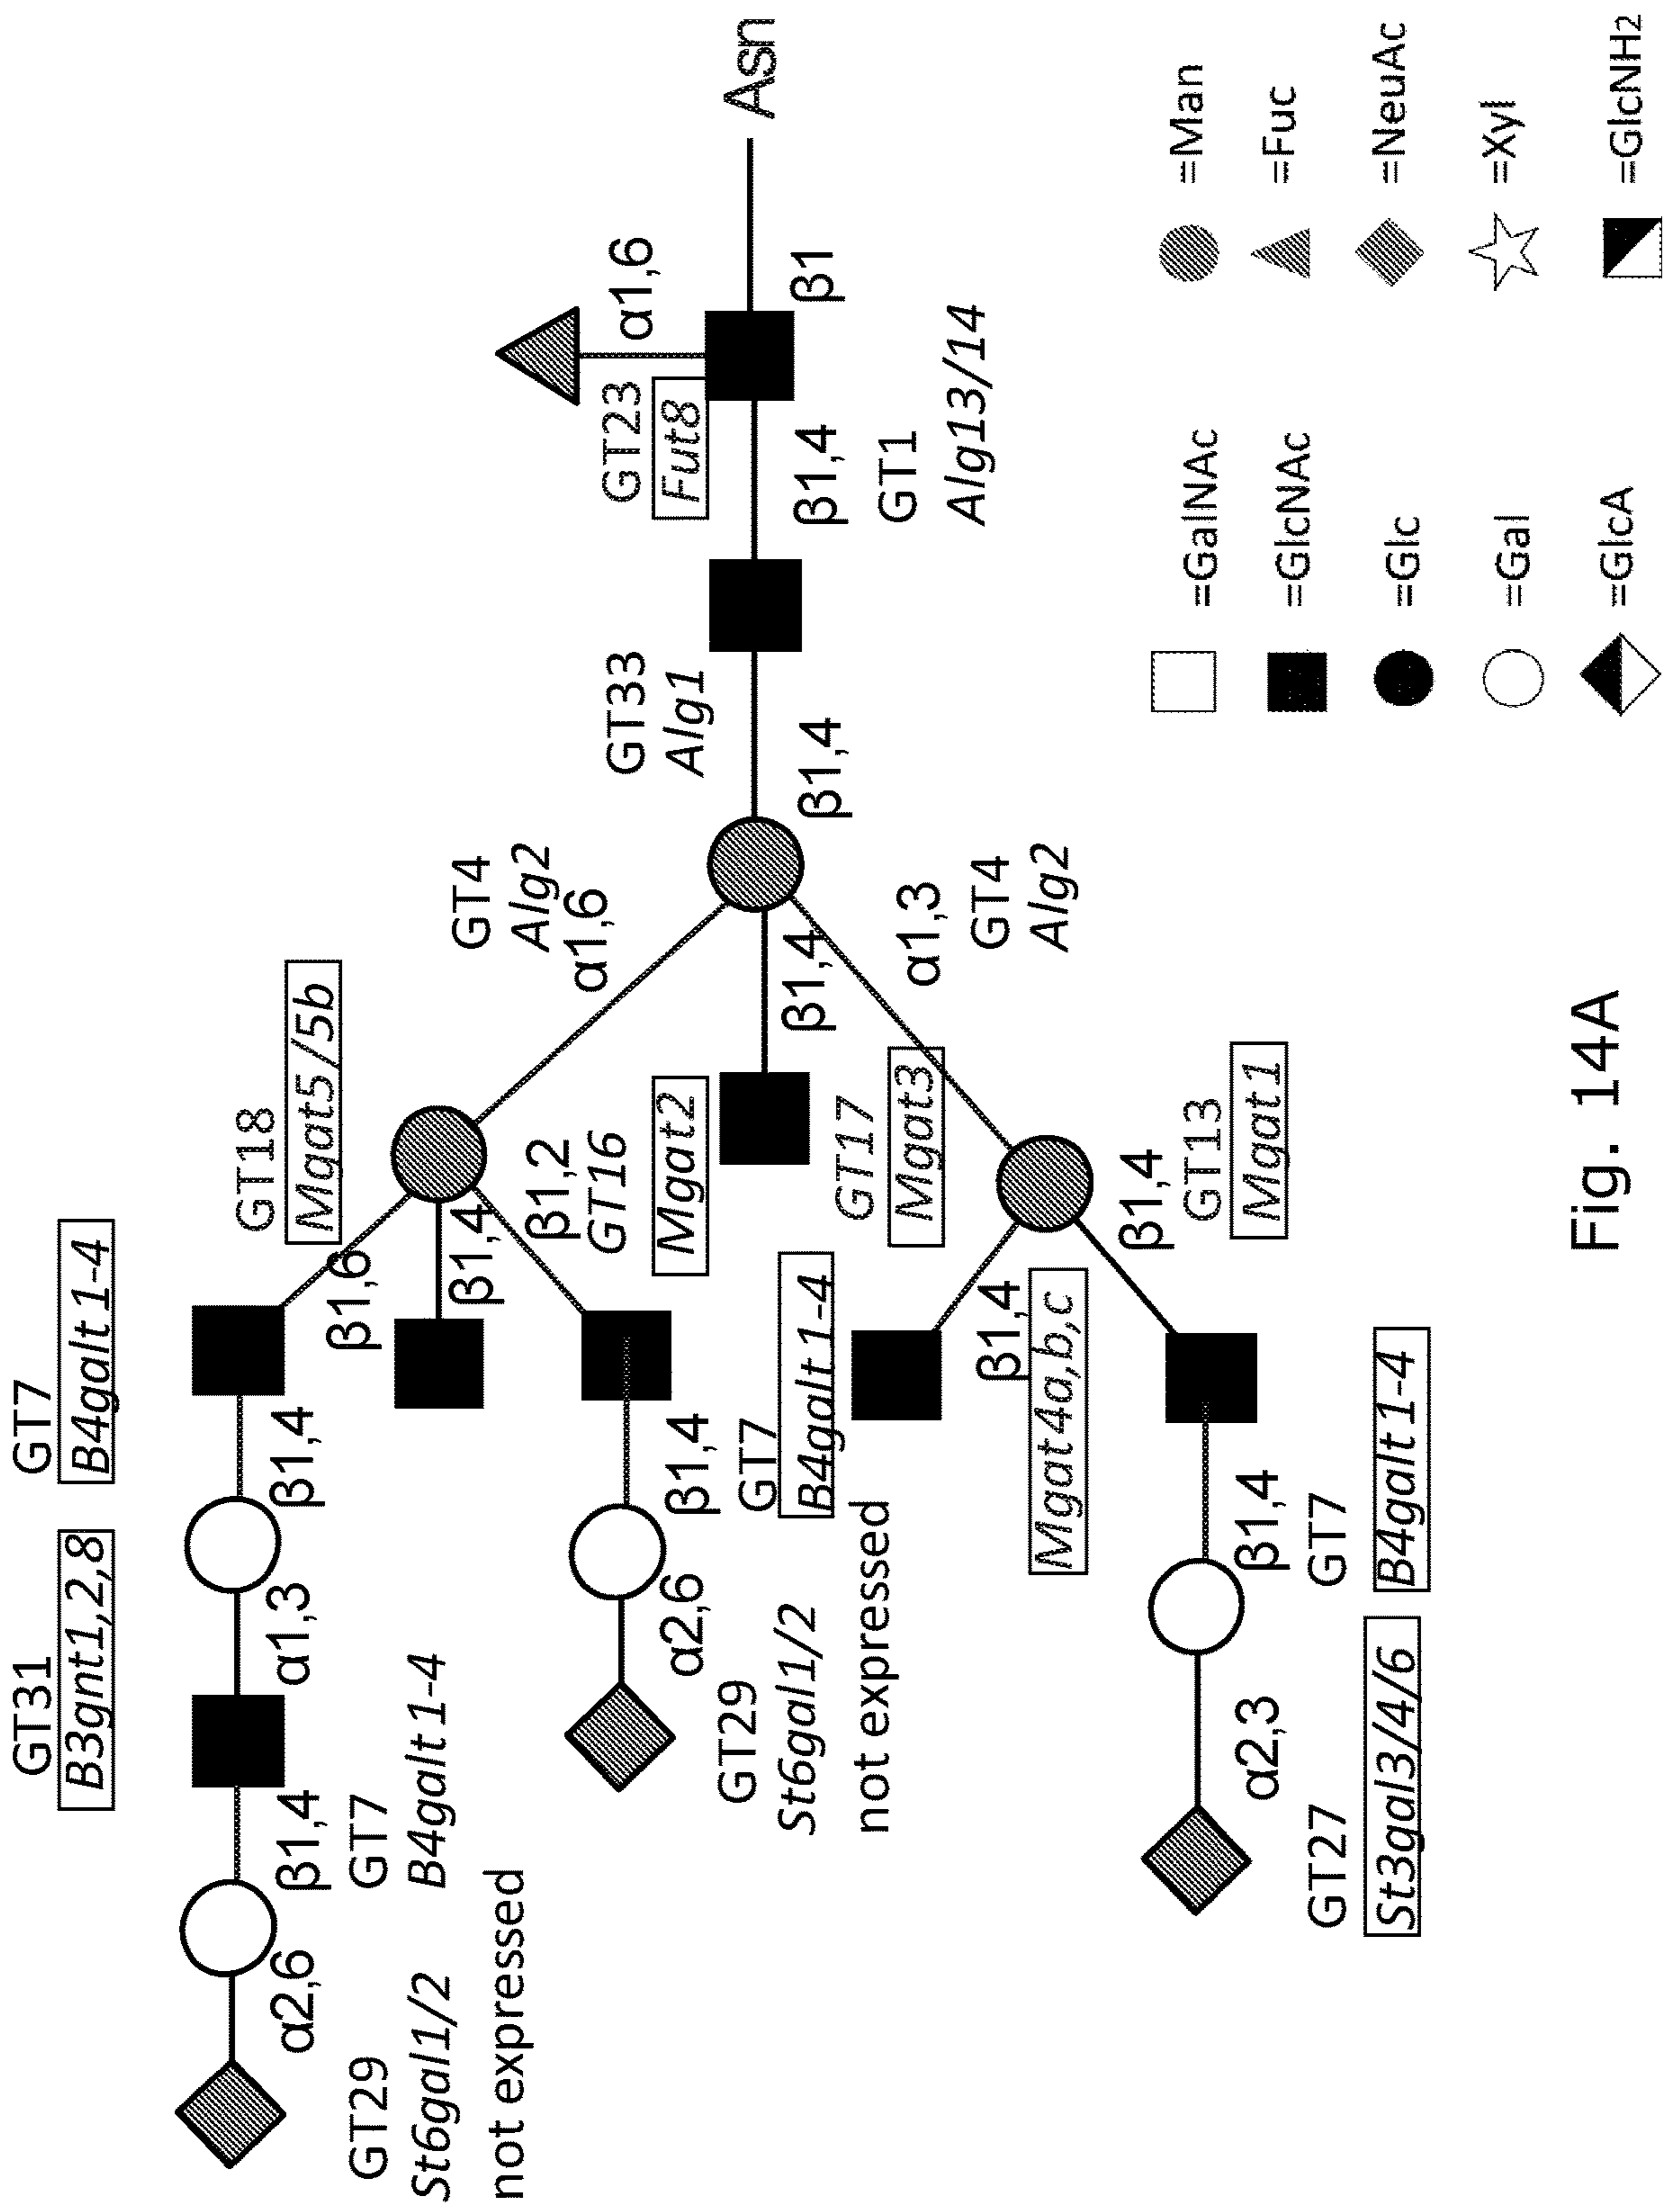 GT31
B3gnt1,2,8
GT7
B4galt 1-4
GT18
Mgat5/5b
GT4
Alg2
α1,6
GT33
Alg1
GT23
Fut8
α1,6
α2,6
β1,4
α1,3
β1,4
β1,6
GT29
St6gal1/2
not expressed
GT7
B4galt 1-4
β1,4
β1,2
GT16
Mgat2
β1,4
β1,4
β1,4
β1
Asn
GT1
Alg13/14
α2,6
β1,4
GT29
St6gal1/2
not expressed
GT7
B4galt 1-4
GT17
Mgat3
α1,3
GT4
Alg2
β1,4
Mgat4a,b,c
β1,4
GT13
Mgat1
α2,3
β1,4
GT27
St3gal3/4/6
GT7
B4galt 1-4
=GalNAc
=Man
=GlcNAc
=Fuc
=Glc
=NeuAc
=Gal
=Xyl
=GlcA
=GlcNH2
Fig. 14A